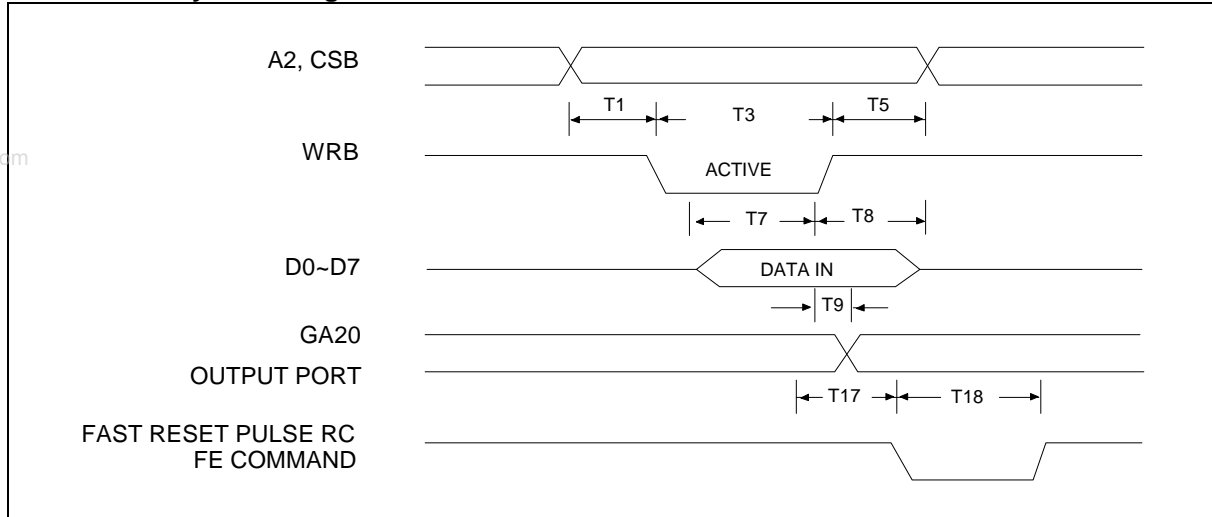 A2, CSB
T1 T3 T5
WRB
ACTIVE
T7 T8
D0~D7
DATA IN
T9
GA20
OUTPUT PORT
T17 T18
FAST RESET PULSE RC
FE COMMAND
om